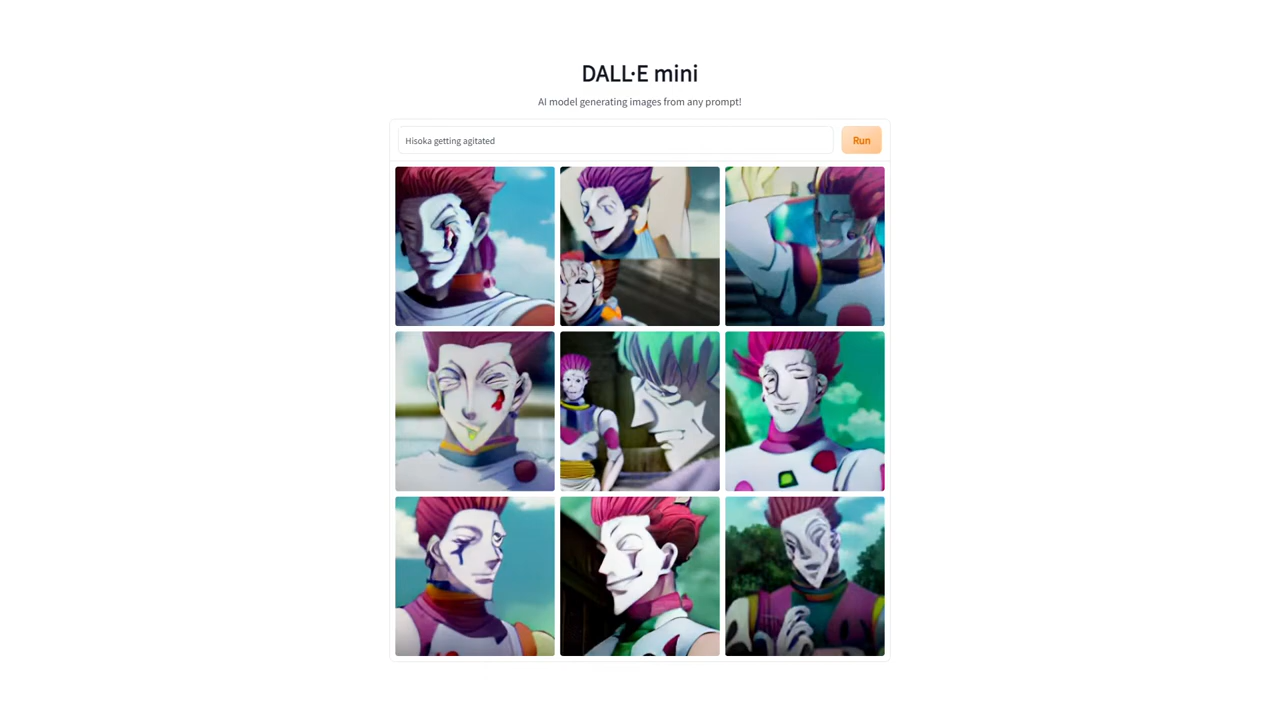 DALL·E mini
AI model generating images from any prompt!
Hisoka getting agitated
Run